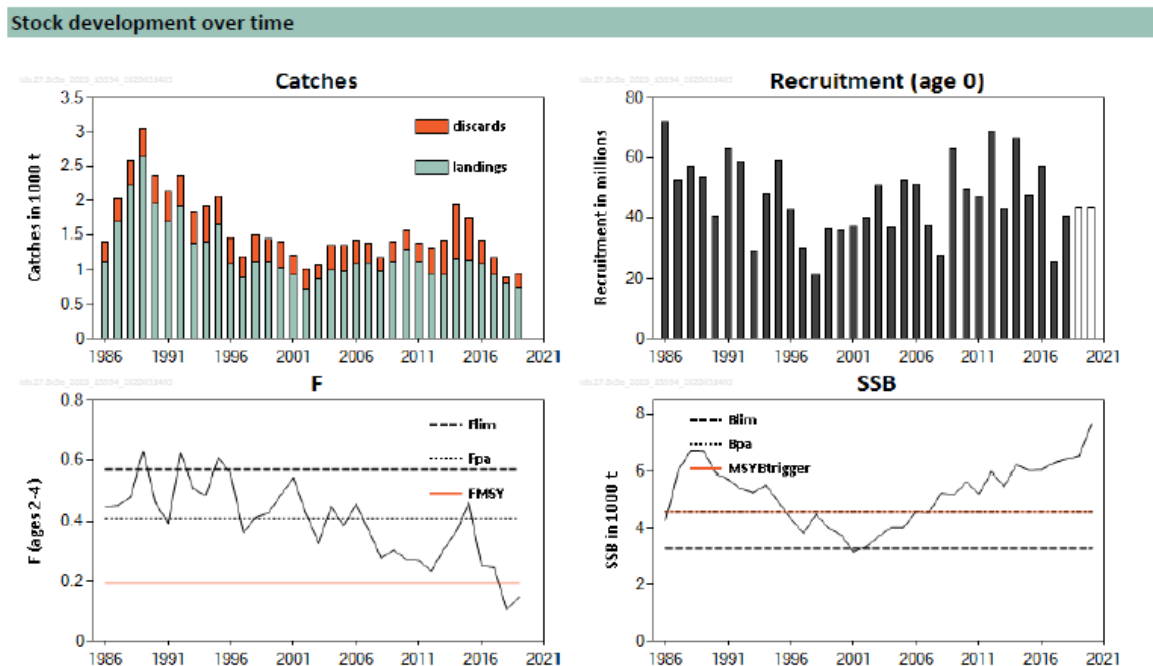 Stock development over time
Catches
Catches in 1000 t
3.5
3
2.5
2
1.5
1
0.5
0
discards
landings
1986 1991 1996 2001 2006 2011 2016 2021
Recruitment (age 0)
Recruitment in millions
80
60
40
20
0
1986 1991 1996 2001 2006 2011 2016 2021
F
F (ages 2-4)
0.8
0.6
0.4
0.2
0
Flim
Fpa
FMSY
1986 1991 1996 2001 2006 2011 2016 2021
SSB
SSB in 1000 t
8
6
4
2
0
Blim
Bpa
MSYBtrigger
1986 1991 1996 2001 2006 2011 2016 2021